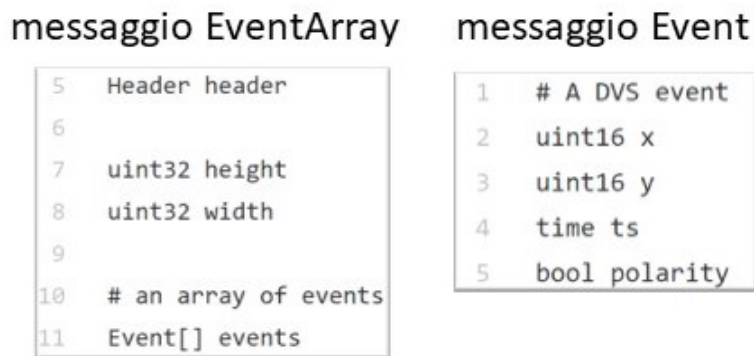 messaggio EventArray
5 Header header
6
7 uint32 height
8 uint32 width
9
10 # an array of events
11 Event[] events
messaggio Event
1 # A DVS event
2 uint16 x
3 uint16 y
4 time ts
5 bool polarity